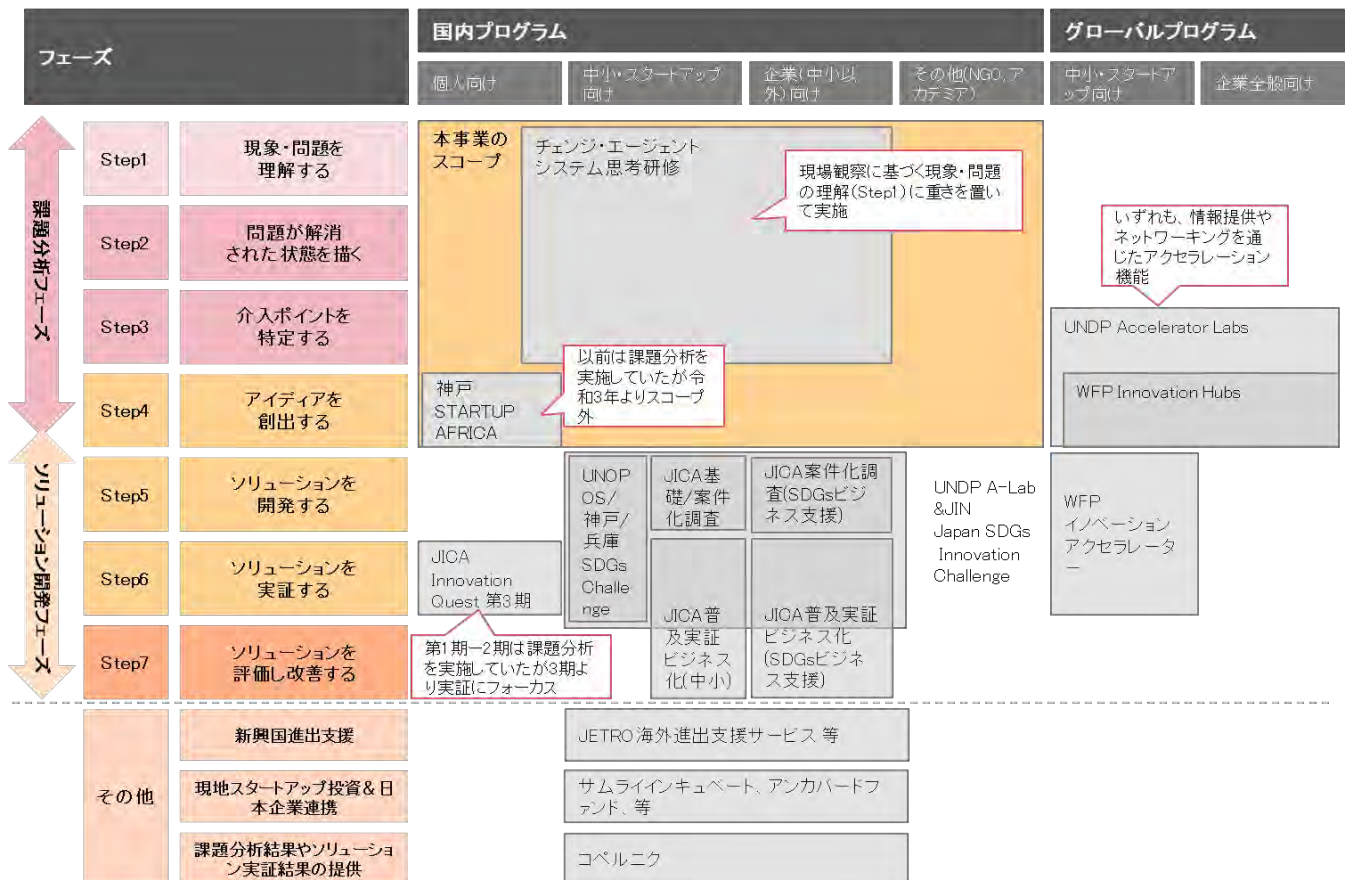 フェーズ
国内プログラム
グローバルプログラム
個人向け
中小・スタートアップ
向け
企業(中小以
外)向け
その他(NGO、ア
カデミア)
中小・スタートア
ップ向け
企業全般向け
課題分析フェーズ
Step1
現象・問題を
理解する
Step2
問題が解消
された状態を描く
Step3
介入ポイントを
特定する
Step4
アイディアを
創出する
本事業の
スコープ
チェンジ・エージェント
システム思考研修
現場観察に基づく現象・問題
の理解(Step1)に重きを置い
て実施
いずれも、情報提供や
ネットワーキングを通
じたアクセラレーション
機能
UNDP Accelerator Labs
WFP Innovation Hubs
神戸
STARTUP
AFRICA
以前は課題分析を
実施していたが令
和3年よりスコープ
外
ソリューション開発フェーズ
Step5
ソリューションを
開発する
Step6
ソリューションを
実証する
Step7
ソリューションを
評価し改善する
JICA
Innovation
Quest 第3期
第1期ー2期は課題分析
を実施していたが3期よ
り実証にフォーカス
UNOP
OS/
神戸/
兵庫
SDGs
Challe
nge
JICA基
礎/案件
化調査
JICA案件化調
査(SDGsビジ
ネス支援)
JICA普
及実証
ビジネス
化(中小)
JICA普及実証
ビジネス化
(SDGsビジネ
ス支援)
UNDP A-Lab
&JIN
Japan SDGs
Innovation
Challenge
WFP
イノベーション
アクセラレータ
ー
その他
新興国進出支援
JETRO海外進出支援サービス 等
現地スタートアップ投資&日
本企業連携
サムライインキュベート、アンカバードフ
ァンド、等
課題分析結果やソリューショ
ン実証結果の提供
コペルニク